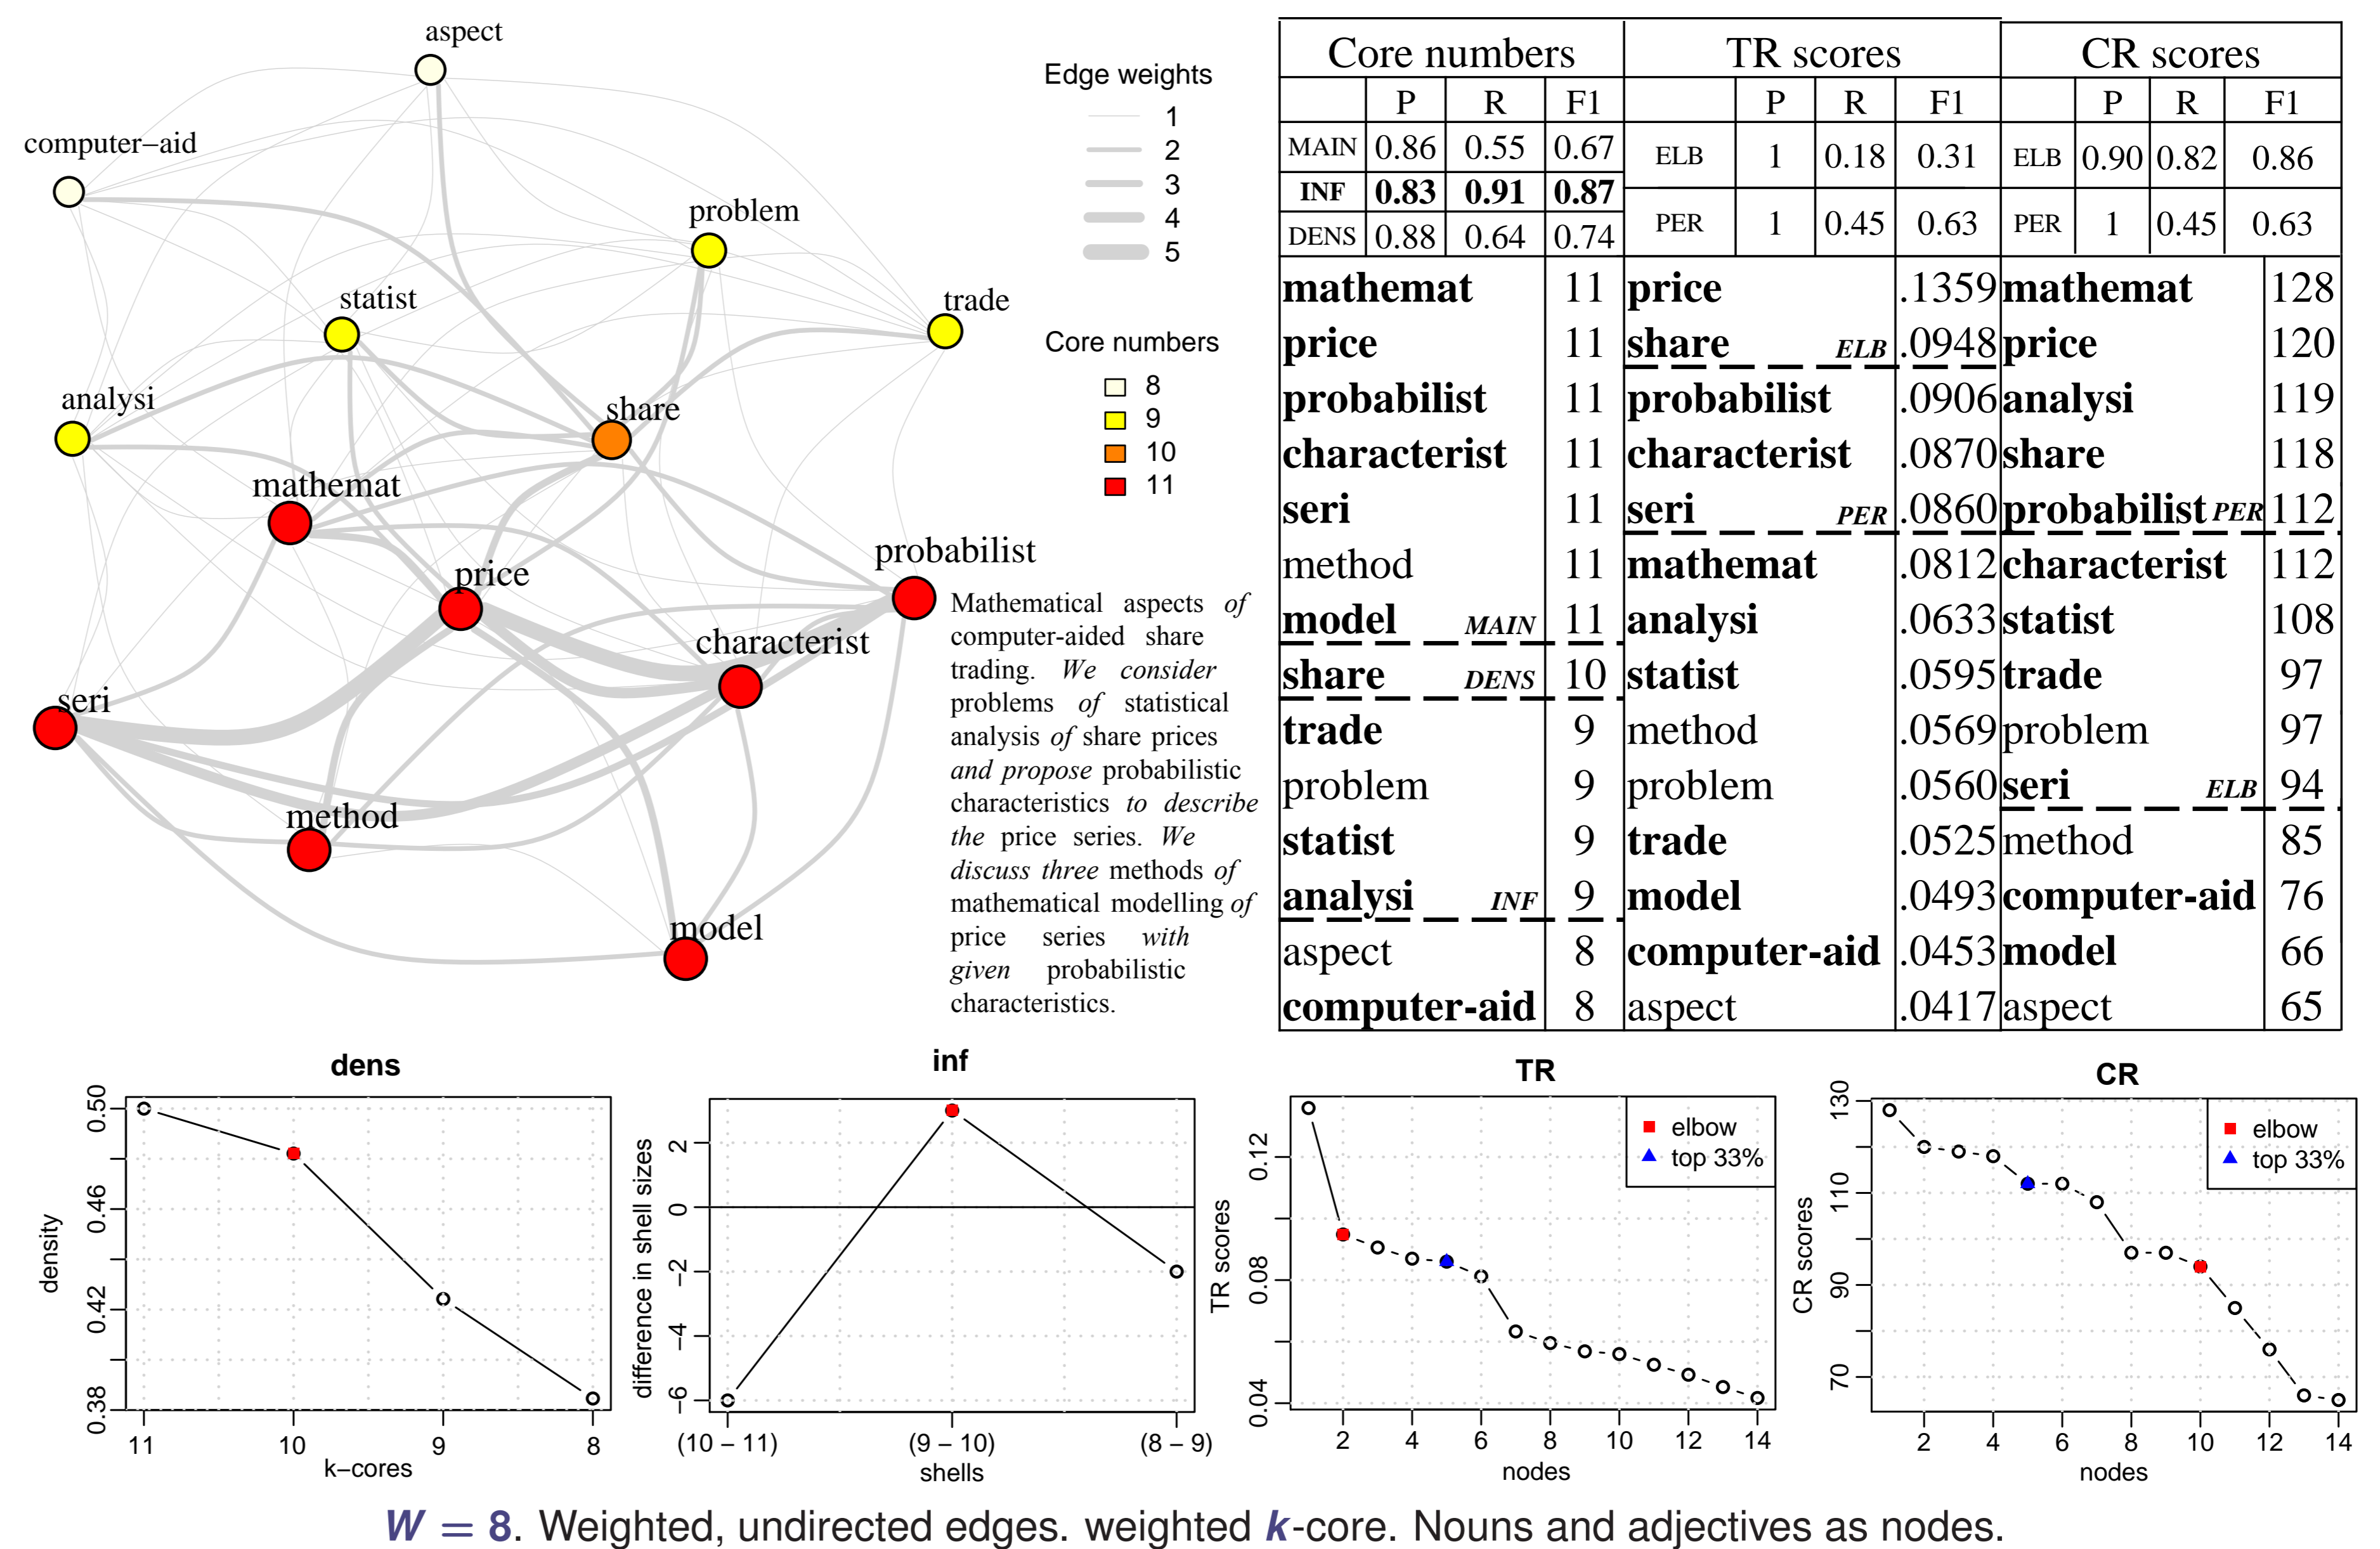 aspect
computer−aid
problem
statist
trade
analysi
share
mathemat
price
probabilist
characterist
seri
method
model
Edge weights
1
2
3
4
5
Core numbers
8
9
10
11
Mathematical aspects of
computer-aided share
trading. We consider
problems of statistical
analysis of share prices
and propose probabilistic
characteristics to describe
the price series. We
discuss three methods of
mathematical modelling of
price series with
given probabilistic
characteristics.
Core numbers TR scores CR scores
P R F1 P R F1 P R F1
MAIN 0.86 0.55 0.67
INF 0.83 0.91 0.87
DENS 0.88 0.64 0.74
ELB 1 0.18 0.31
PER 1 0.45 0.63
ELB 0.90 0.82 0.86
PER 1 0.45 0.63
mathemat 11 price .1359 mathemat 128
price 11 share ELB .0948 price 120
probabilist 11 probabilist .0906 analysi 119
characterist 11 characterist .0870 share 118
seri 11 seri PER .0860 probabilist PER 112
method 11 mathemat .0812 characterist 112
model MAIN 11 analysi .0633 statist 108
share DENS 10 statist .0595 trade 97
trade 9 method .0569 problem 97
problem 9 problem .0560 seri ELB 94
statist 9 trade .0525 method 85
analysi INF 9 model .0493 computer-aid 76
aspect 8 computer-aid .0453 model 66
computer-aid 8 aspect .0417 aspect 65
dens
density
0.50
0.46
0.42
0.38
11 10 9 8
k−cores
inf
difference in shell sizes
2
0
−2
−4
−6
(10 − 11) (9 − 10) (8 − 9)
shells
TR
elbow
top 33%
TR scores
0.12
0.08
0.04
2 4 6 8 10 12 14
nodes
CR
elbow
top 33%
CR scores
130
110
90
70
2 4 6 8 10 12 14
nodes
W = 8. Weighted, undirected edges. weighted k-core. Nouns and adjectives as nodes.